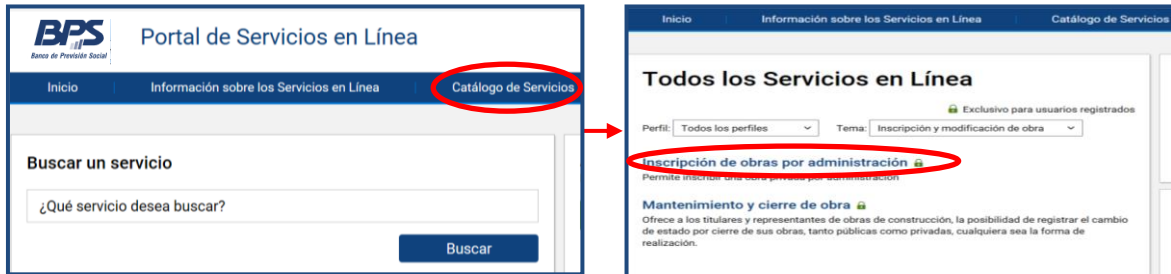 BPS
Banco de Previsión Social
Portal de Servicios en Línea
Inicio
Información sobre los Servicios en Línea
Catálogo de Servicios
Buscar un servicio
¿Qué servicio desea buscar?
Buscar
Inicio
Información sobre los Servicios en Línea
Catálogo de Servicios
Todos los Servicios en Línea
Exclusivo para usuarios registrados
Perfil: Todos los perfiles Tema: Inscripción y modificación de obra
Inscripción de obras por administración
Permite inscribir una obra privada por administración
Mantenimiento y cierre de obra
Ofrece a los titulares y representantes de obras de construcción, la posibilidad de registrar el cambio
de estado por cierre de sus obras, tanto públicas como privadas, cualquiera sea la forma de
realización.